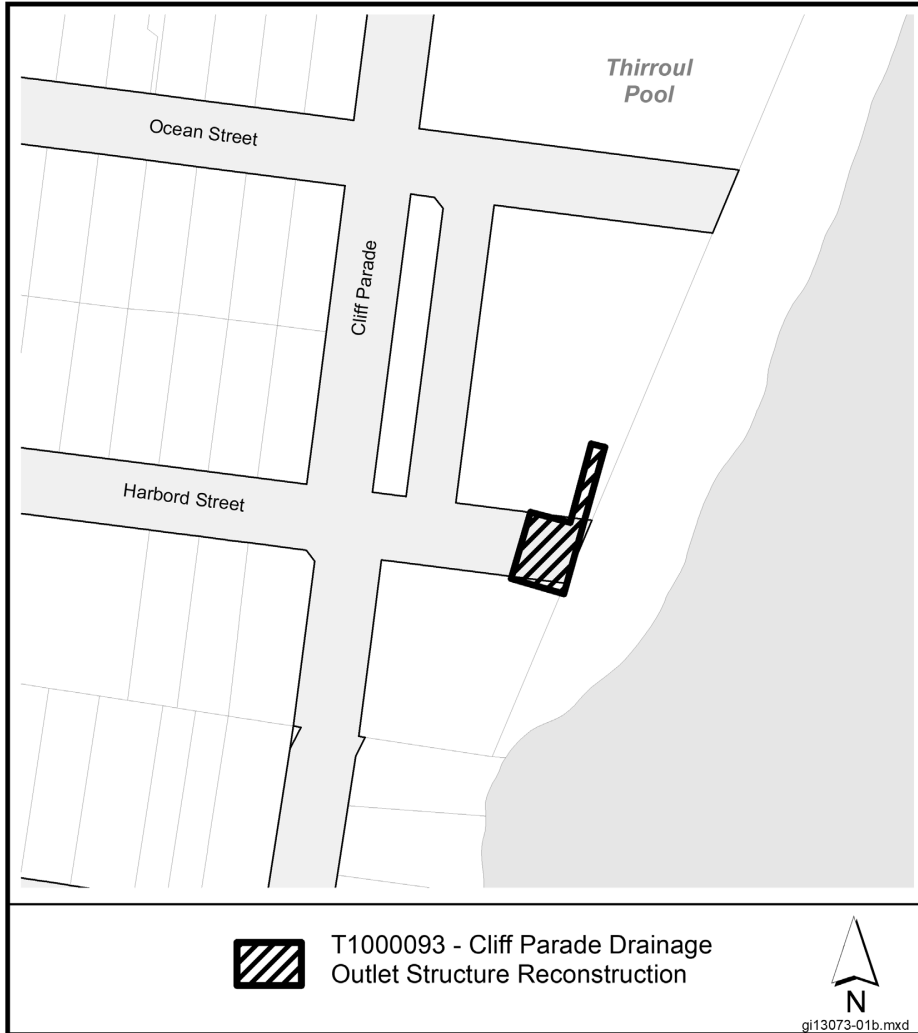 Thirroul
Pool
Ocean Street
Cliff Parade
Harbord Street
T1000093 - Cliff Parade Drainage
Outlet Structure Reconstruction
N
gi13073-01b.mxd